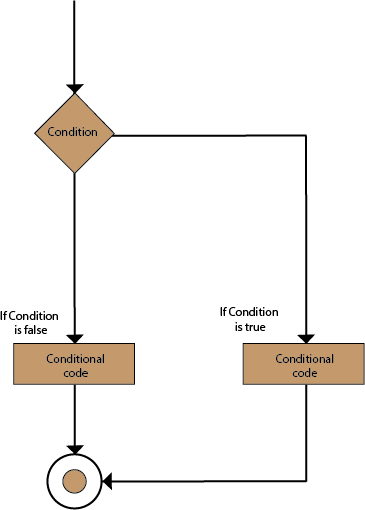 Condition
If Condition
is false
If Condition
is true
Conditional
code
Conditional
code